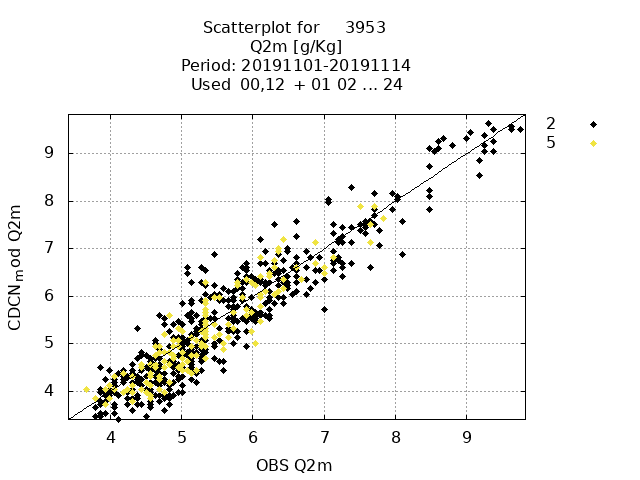 Scatterplot for 3953
Q2m [g/Kg]
Period: 20191101-20191114
Used 00,12 + 01 02 ... 24
2
5
9
8
7
6
5
4
CDCNmod Q2m
4 5 6 7 8 9
OBS Q2m